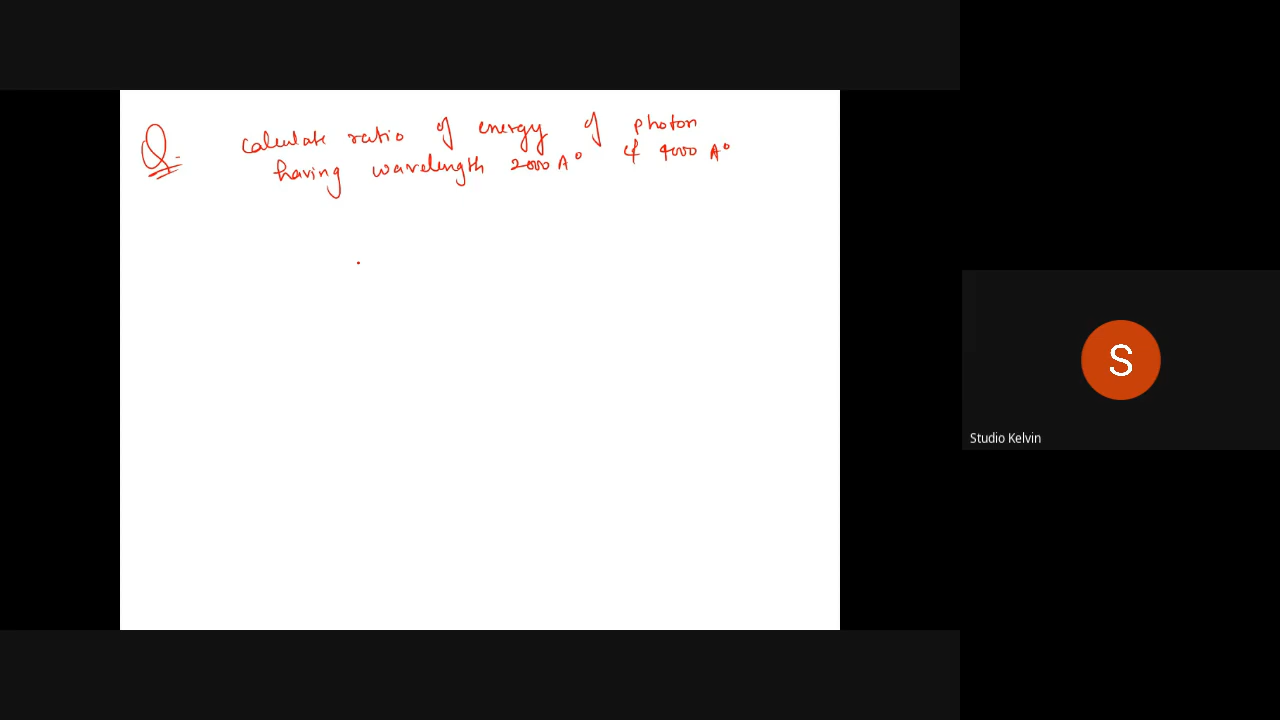 Q. calculate ratio of energy of photon
having wavelength 2000 A° & 4000 A°
S
Studio Kelvin